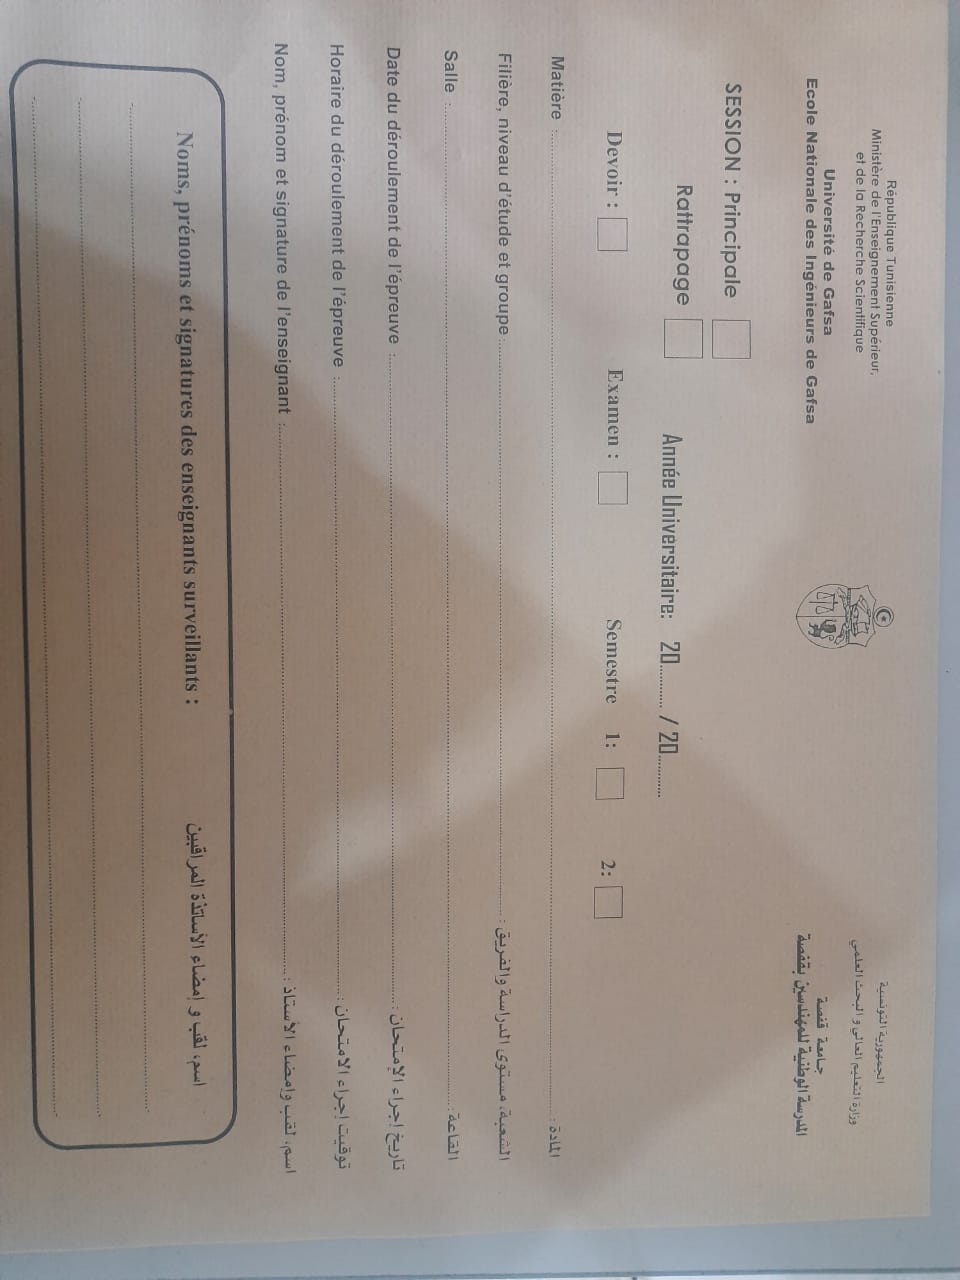 République Tunisienne
Ministère de l'Enseignement Supérieur,
et de la Recherche Scientifique
Université de Gafsa
Ecole Nationale des Ingénieurs de Gafsa
الجمهورية التونسية
وزارة التعليم العالي و البحث العلمي
جامعة قفصة
المدرسة الوطنية للمهندسين بقفصة
SESSION : Principale
Rattrapage
Année Universitaire: 20........... / 20...........
Devoir : Examen : Semestre 1: 2:
Matière : المادة :
Filière, niveau d'étude et groupe : الشعبة، مستوى الدراسة والفريق :
Salle : القاعة :
Date du déroulement de l'épreuve : تاريخ إجراء الإمتحان :
Horaire du déroulement de l'épreuve : توقيت إجراء الامتحان :
Nom, prénom et signature de l'enseignant : اسم، لقب وإمضاء الأستاذ :
Noms, prénoms et signatures des enseignants surveillants : اسم، لقب و إمضاء الأساتذة المراقبين